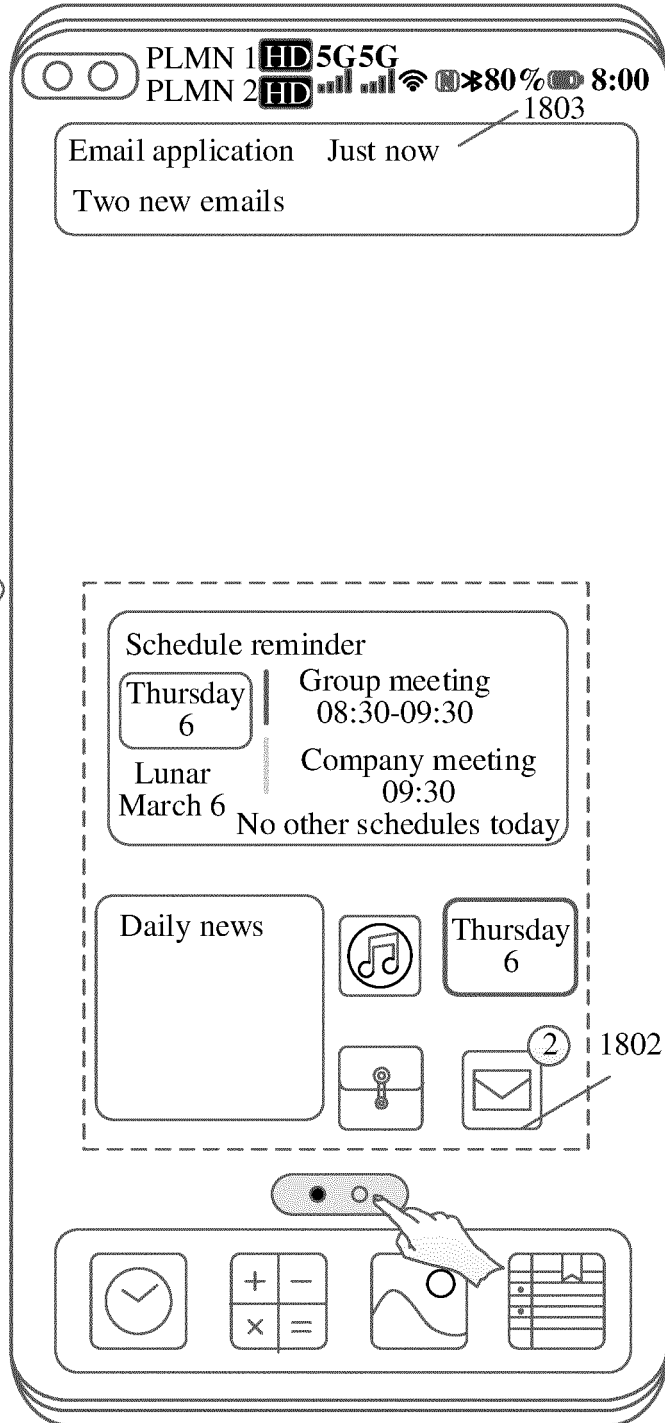 PLMN 1 HD 5G 5G
PLMN 2 HD N 80% 8:00
1803
Email application Just now
Two new emails
Schedule reminder
Thursday
6
Group meeting
08:30-09:30
Lunar
March 6
Company meeting
09:30
No other schedules today
Daily news
Thursday
6
2
1802